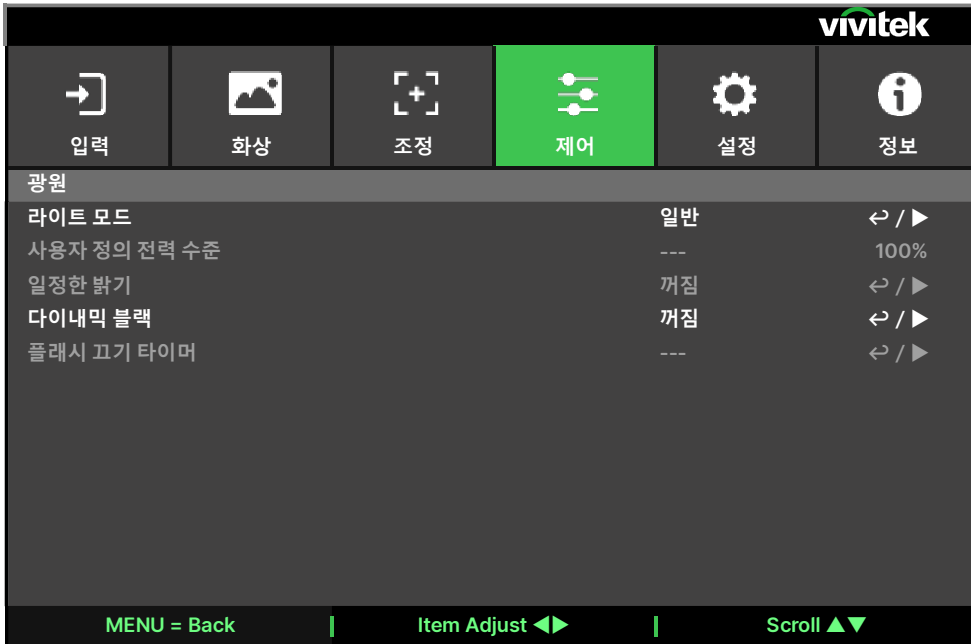 vivitek
입력 화상 조정 제어 설정 정보
광원
라이트 모드 일반 ↩ / ▶
사용자 정의 전력 수준 --- 100%
일정한 밝기 꺼짐 ↩ / ▶
다이내믹 블랙 꺼짐 ↩ / ▶
플래시 끄기 타이머 --- ↩ / ▶
MENU = Back Item Adjust ◀▶ Scroll ▲▼